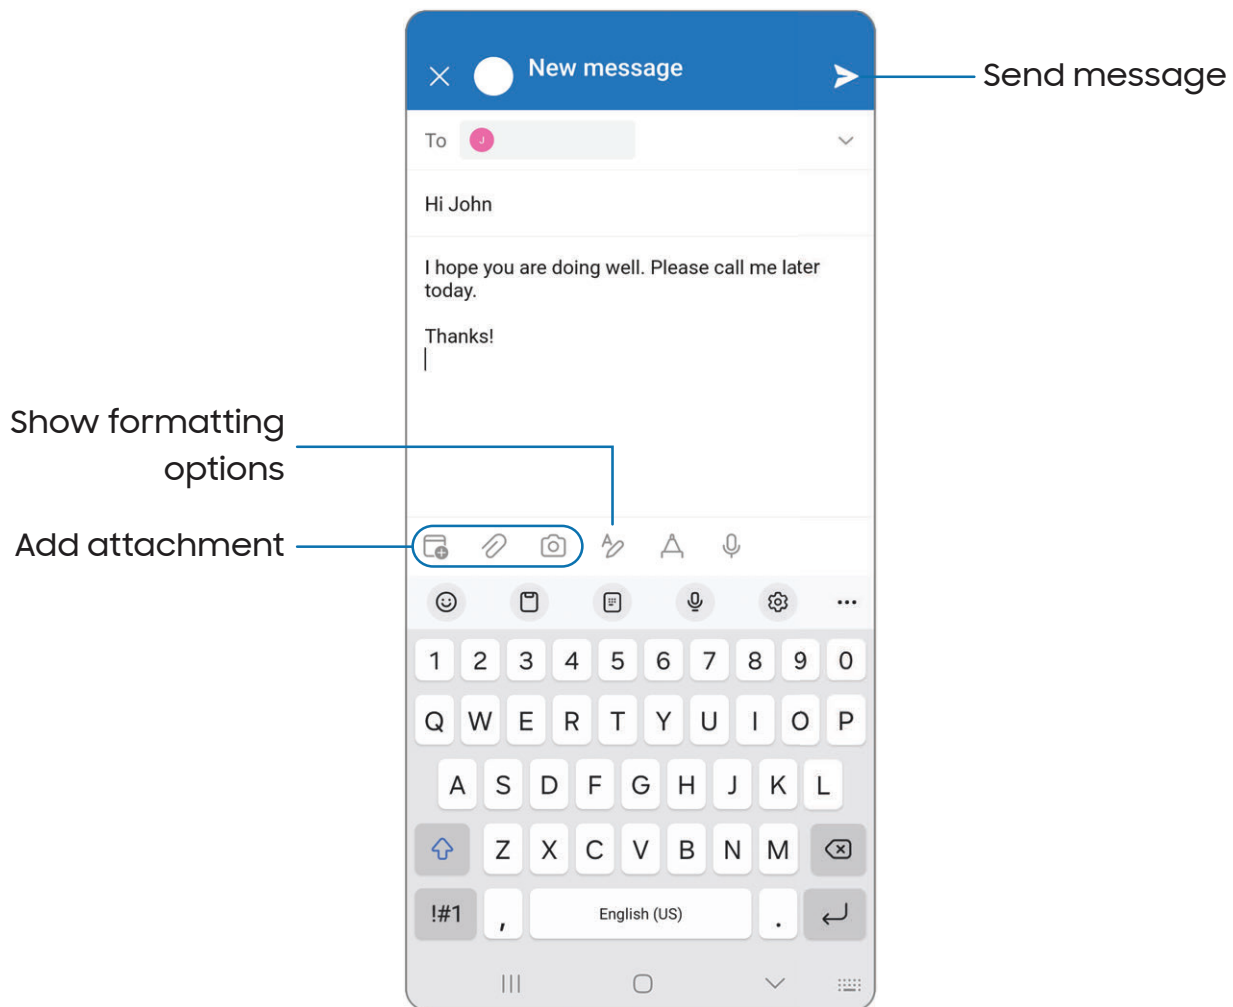 New message
Send message
To J
Hi John
I hope you are doing well. Please call me later
today.
Thanks!
Show formatting
options
Add attachment
1 2 3 4 5 6 7 8 9 0
Q W E R T Y U I O P
A S D F G H J K L
Z X C V B N M
!#1 , English (US) .